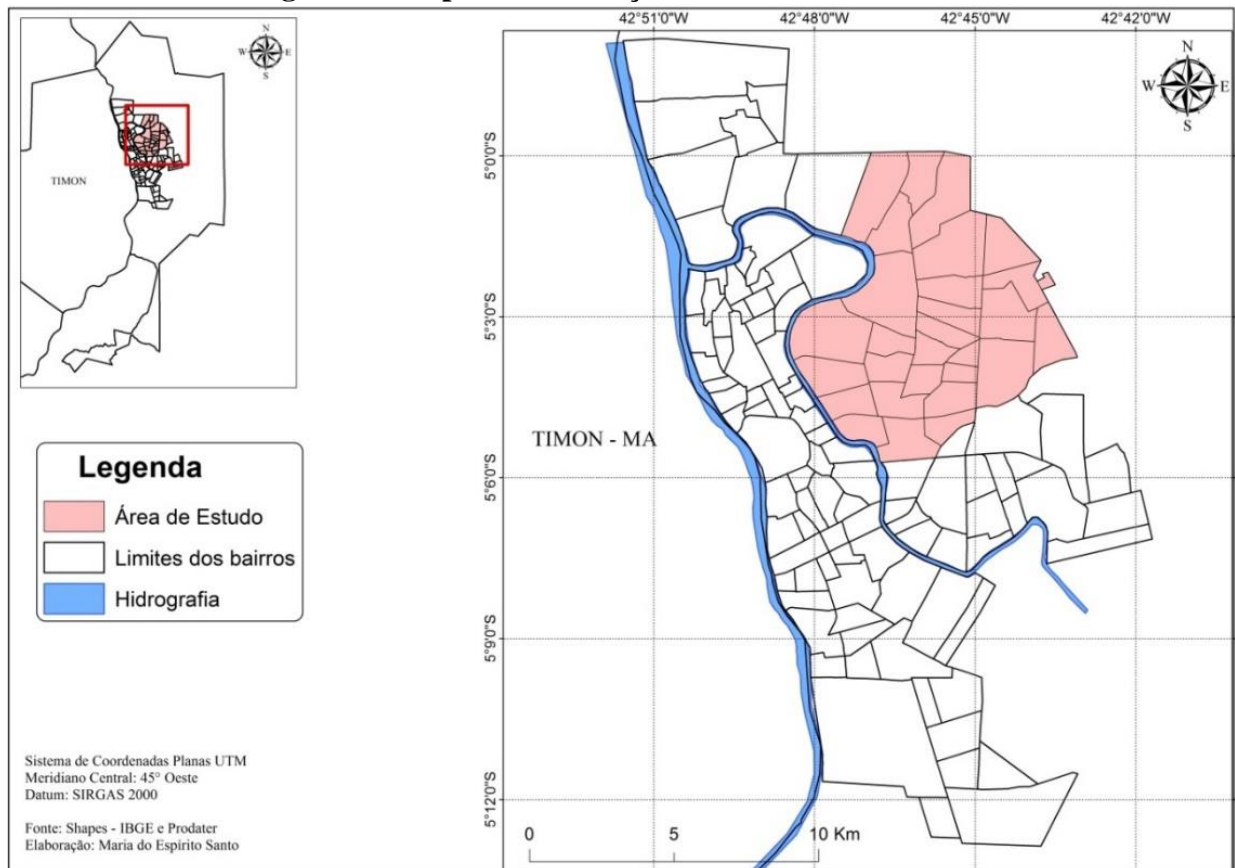 N
W E
S
TIMON
Legenda
Área de Estudo
Limites dos bairros
Hidrografia
Sistema de Coordenadas Planas UTM
Meridiano Central: 45° Oeste
Datum: SIRGAS 2000
Fonte: Shapes - IBGE e Prodater
Elaboração: Maria do Espírito Santo
42°51'0"W 42°48'0"W 42°45'0"W 42°42'0"W
N
W E
S
5°0'0"S
5°3'0"S
TIMON - MA
5°6'0"S
5°9'0"S
5°12'0"S
0 5 10 Km